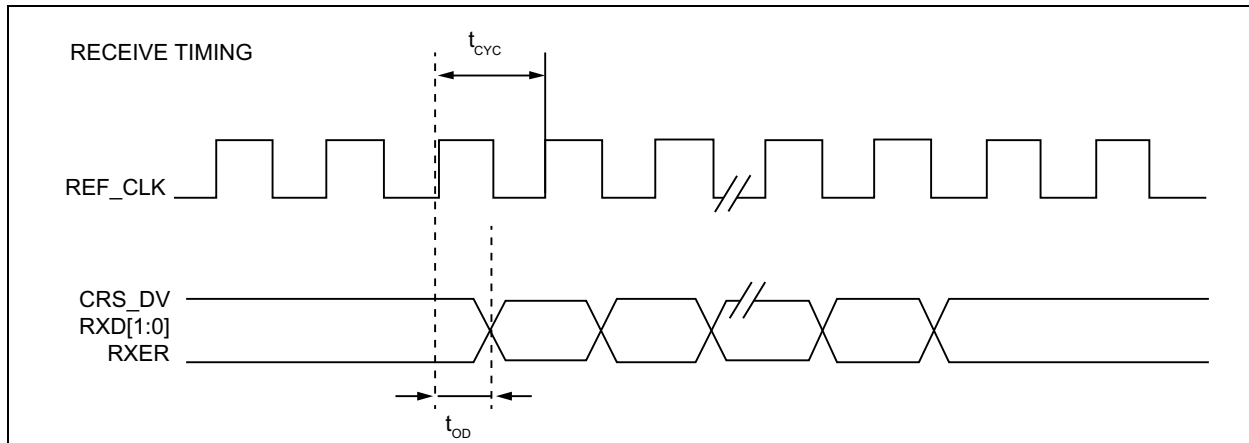 RECEIVE TIMING
tCYC
REF_CLK
CRS_DV
RXD[1:0]
RXER
tOD